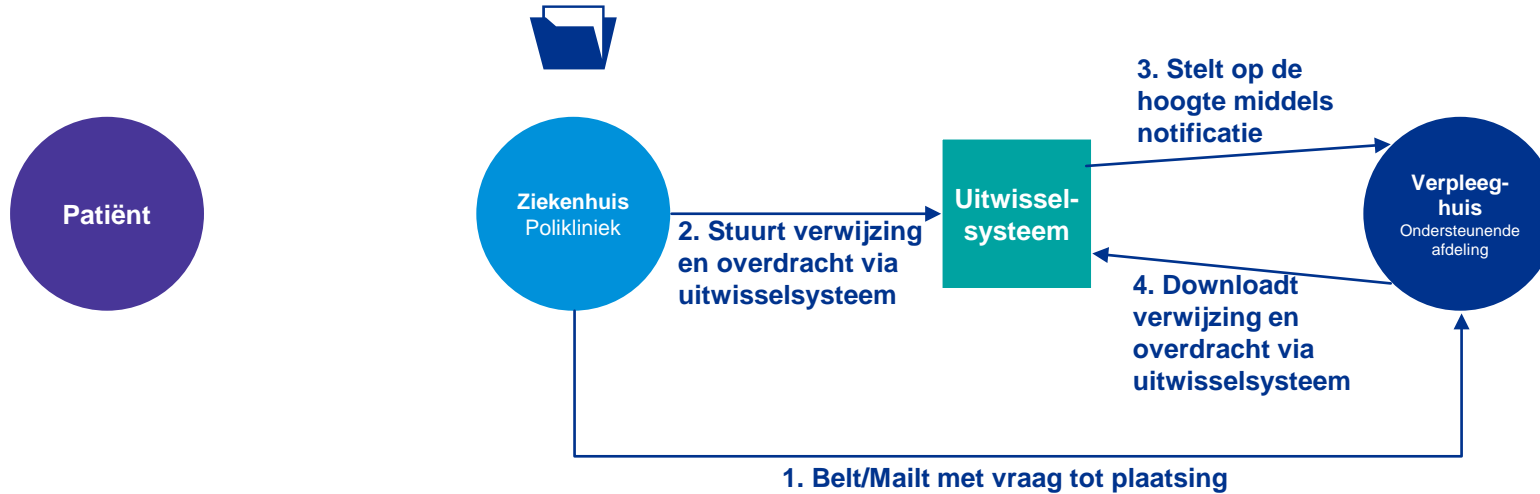 Patiënt
Ziekenhuis
Polikliniek
2. Stuurt verwijzing
en overdracht via
uitwisselsysteem
Uitwissel-
systeem
3. Stelt op de
hoogte middels
notificatie
Verpleeg-
huis
Ondersteunende
afdeling
4. Downloadt
verwijzing en
overdracht via
uitwisselsysteem
1. Belt/Mailt met vraag tot plaatsing